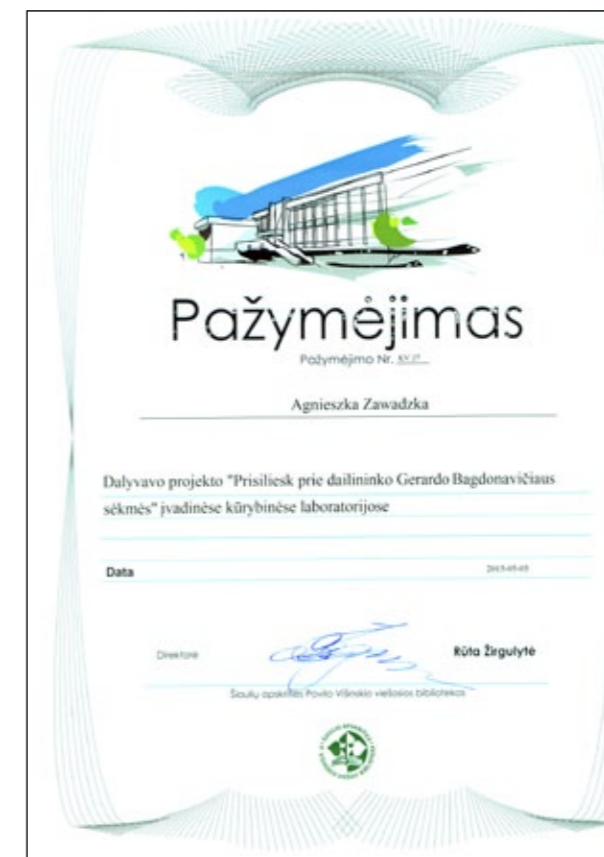 Pažymėjimas
Pažymėjimo Nr.
Agnieszka Zawadzka
Dalyvavo projekto "Prisiliesk prie dailininko Gerardo Bagdonavičiaus
sėkmės" įvadinėse kūrybinėse laboratorijose
Data
Direktorė
Rūta Žirgulytė
Šiaulių apskrities Povilo Višinskio viešosios bibliotekos